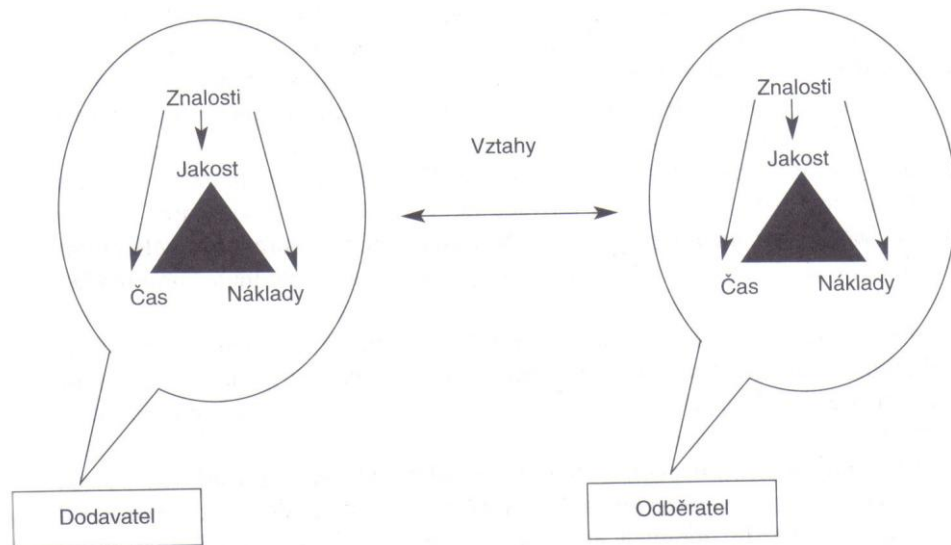 Znalosti
Jakost
Čas
Náklady
Dodavatel
Vztahy
Znalosti
Jakost
Čas
Náklady
Odběratel